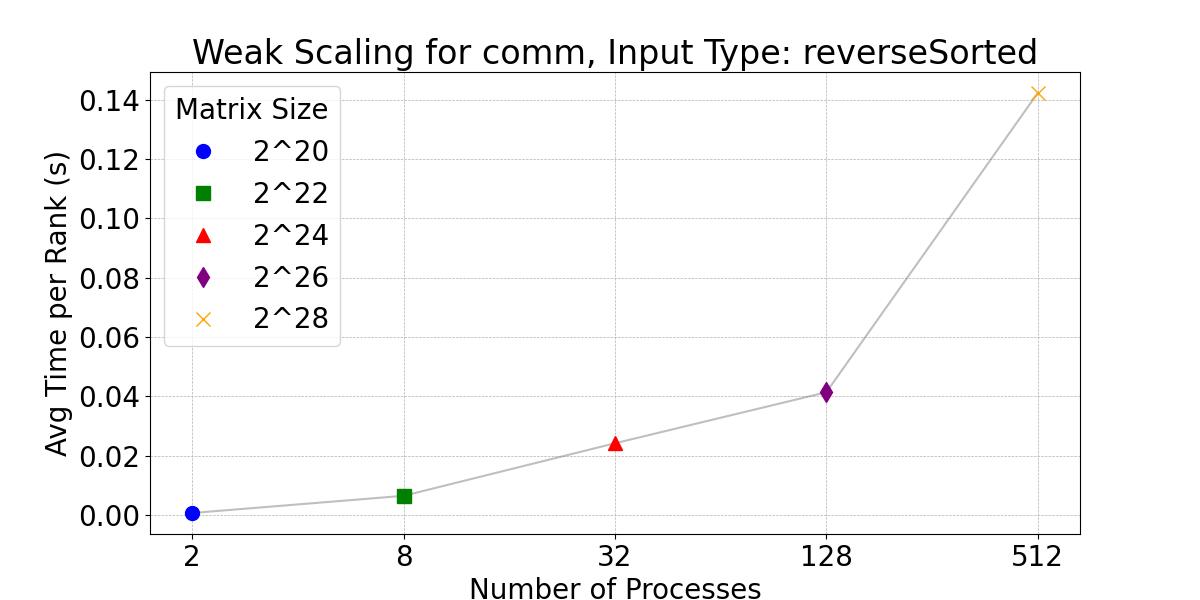 Weak Scaling for comm, Input Type: reverseSorted
Avg Time per Rank (s)
0.14
0.12
0.10
0.08
0.06
0.04
0.02
0.00
Matrix Size
2^20
2^22
2^24
2^26
2^28
2 8 32 128 512
Number of Processes